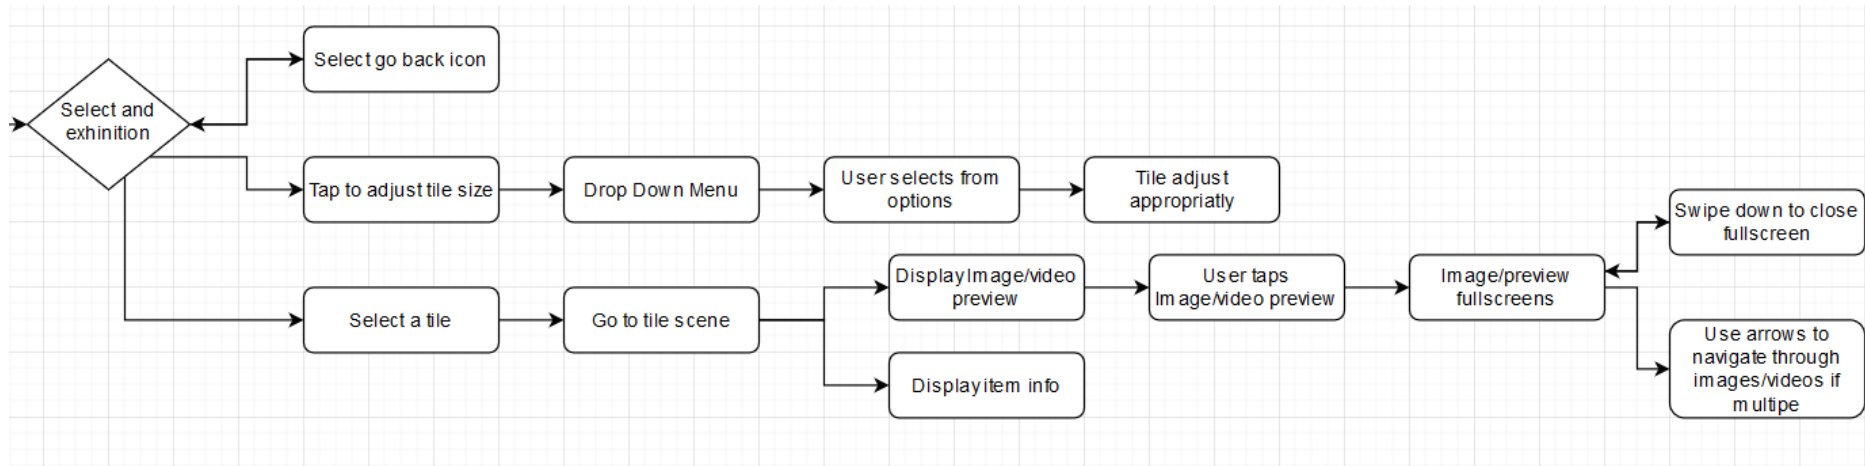 Select go back icon
Select and
exhinition
Tap to adjust tile size
Drop Down Menu
User selects from
options
Tile adjust
appropriatly
Swipe down to close
fullscreen
Display Image/video
preview
User taps
Image/video preview
Image/preview
fullscreens
Select a tile
Go to tile scene
Display item info
Use arrows to
navigate through
images/videos if
multipe